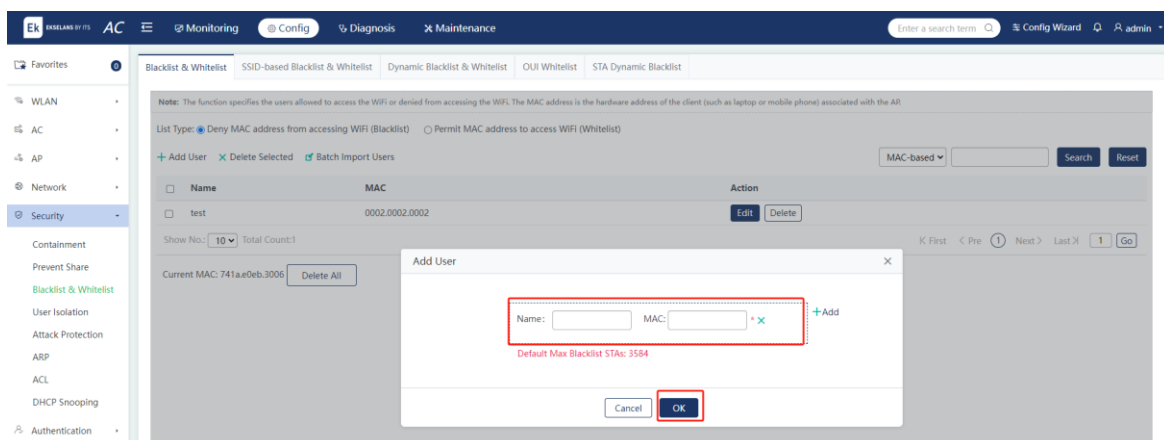 Ek EKSELANS BY ITS AC Monitoring Config Diagnosis Maintenance Enter a search term Config Wizard admin
Favorites 0
Blacklist & Whitelist SSID-based Blacklist & Whitelist Dynamic Blacklist & Whitelist OUI Whitelist STA Dynamic Blacklist
WLAN
Note: The function specifies the users allowed to access the WiFi or denied from accessing the WiFi. The MAC address is the hardware address of the client (such as laptop or mobile phone) associated with the AP.
AC
List Type: Deny MAC address from accessing WiFi (Blacklist) Permit MAC address to access WiFi (Whitelist)
AP
+ Add User Delete Selected Batch Import Users MAC-based Search Reset
Network
Name MAC Action
Security
test 0002.0002.0002 Edit Delete
Containment
Show No.: 10 Total Count:1 First < Pre 1 Next > Last 1 Go
Prevent Share
Add User ×
Current MAC: 741a.e0eb.3006 Delete All
Blacklist & Whitelist
User Isolation
Name: MAC: * × +Add
Attack Protection
Default Max Blacklist STAs: 3584
ARP
ACL
DHCP Snooping
Cancel OK
Authentication